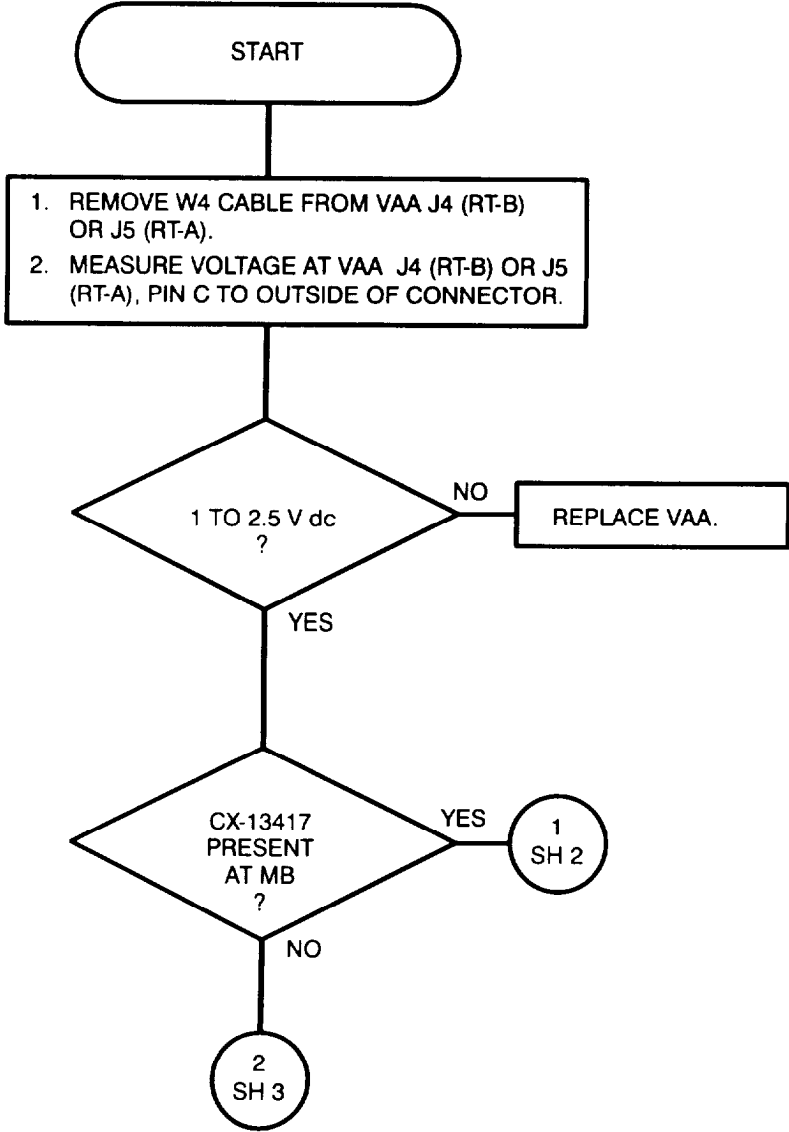 START
1. REMOVE W4 CABLE FROM VAA J4 (RT-B)
OR J5 (RT-A).
2. MEASURE VOLTAGE AT VAA J4 (RT-B) OR J5
(RT-A), PIN C TO OUTSIDE OF CONNECTOR.
1 TO 2.5 V dc
?
NO
REPLACE VAA.
YES
CX-13417
PRESENT
AT MB
?
YES
1
SH 2
NO
2
SH 3